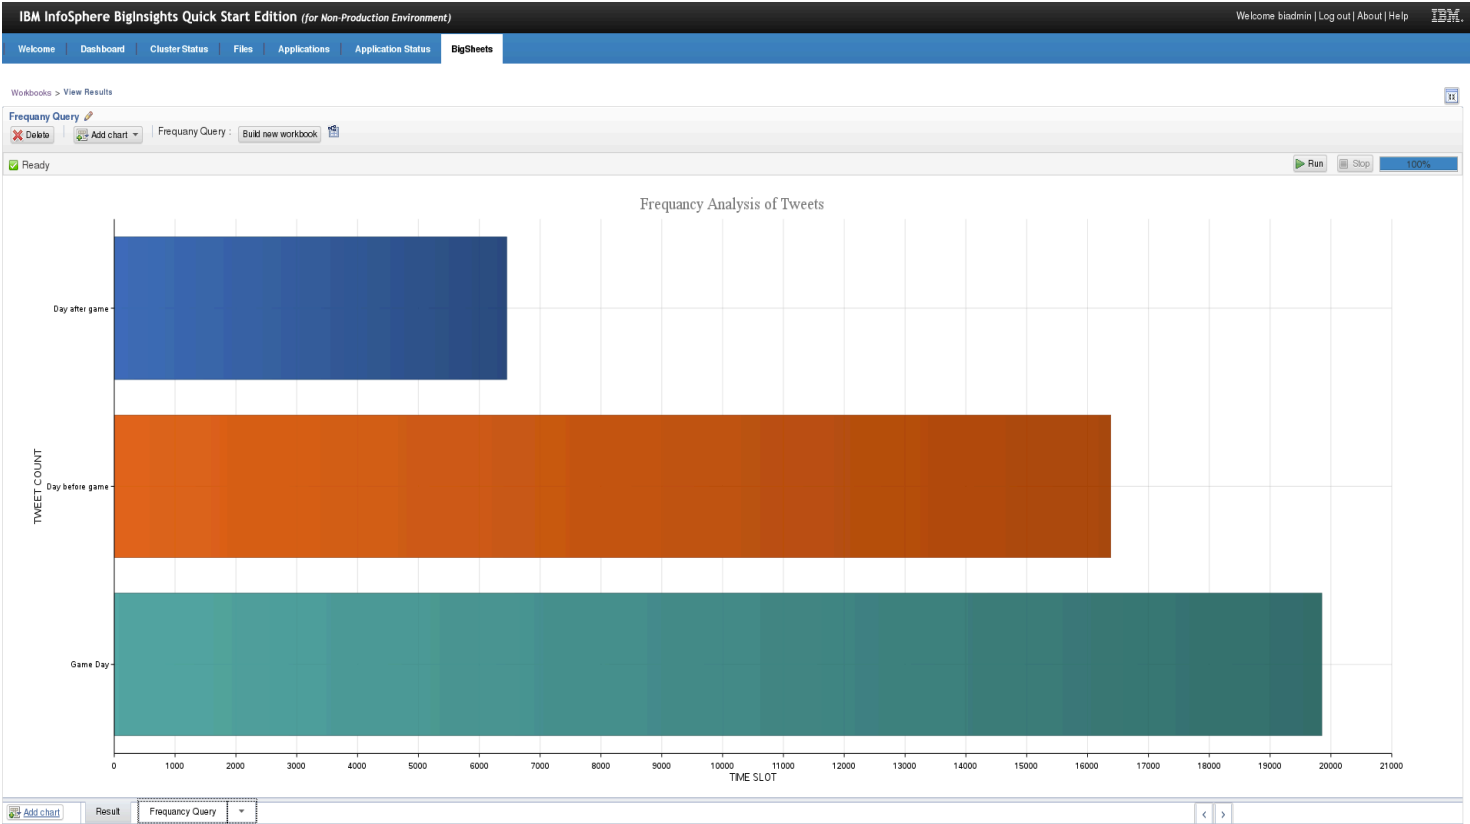 IBM InfoSphere BigInsights Quick Start Edition (for Non-Production Environment)
Welcome biadmin | Log out | About | Help
IBM.
Welcome Dashboard Cluster Status Files Applications Application Status BigSheets
Workbooks > View Results
Frequany Query
Delete Add chart Frequany Query : Build new workbook
Ready
Run Stop 100%
Frequancy Analysis of Tweets
Day after game
Day before game
Game Day
TWEET COUNT
0 1000 2000 3000 4000 5000 6000 7000 8000 9000 10000 11000 12000 13000 14000 15000 16000 17000 18000 19000 20000 21000
TIME SLOT
Add chart Result Frequancy Query